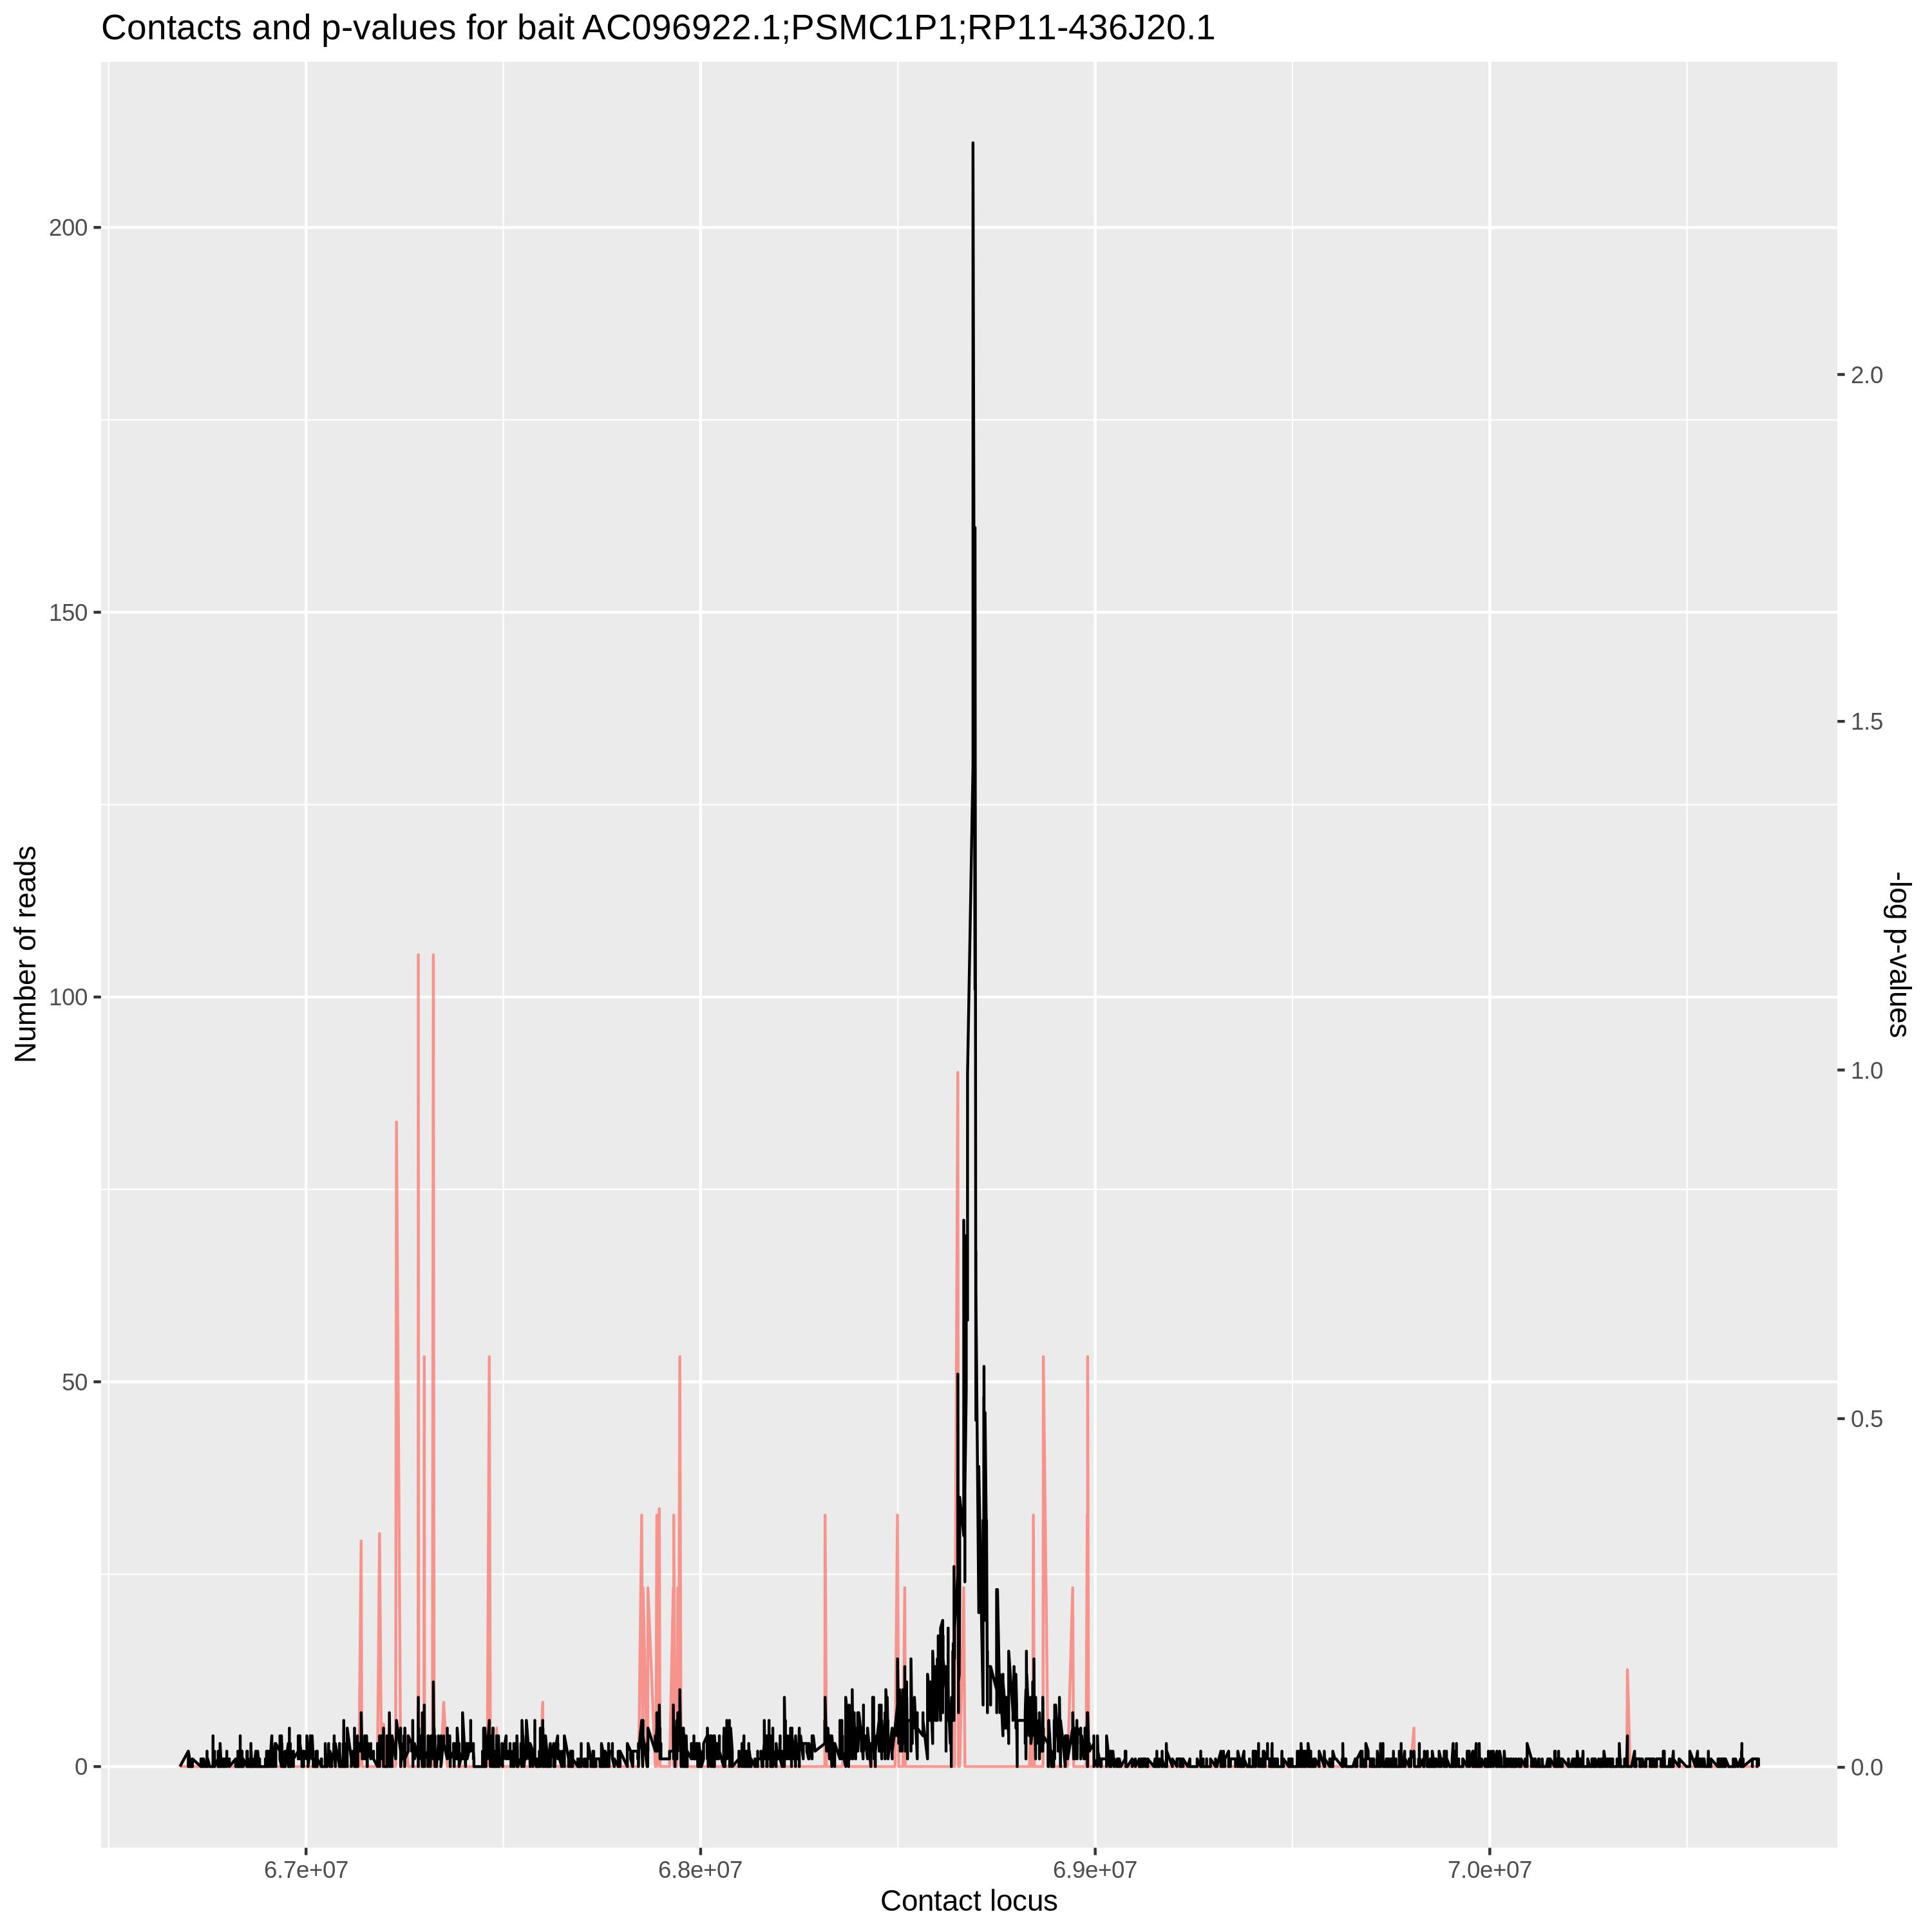 Contacts and p-values for bait AC096922.1;PSMC1P1;RP11-436J20.1
200
150
100
50
0
Number of reads
2.0
1.5
1.0
0.5
0.0
-log p-values
6.7e+07
6.8e+07
6.9e+07
7.0e+07
Contact locus